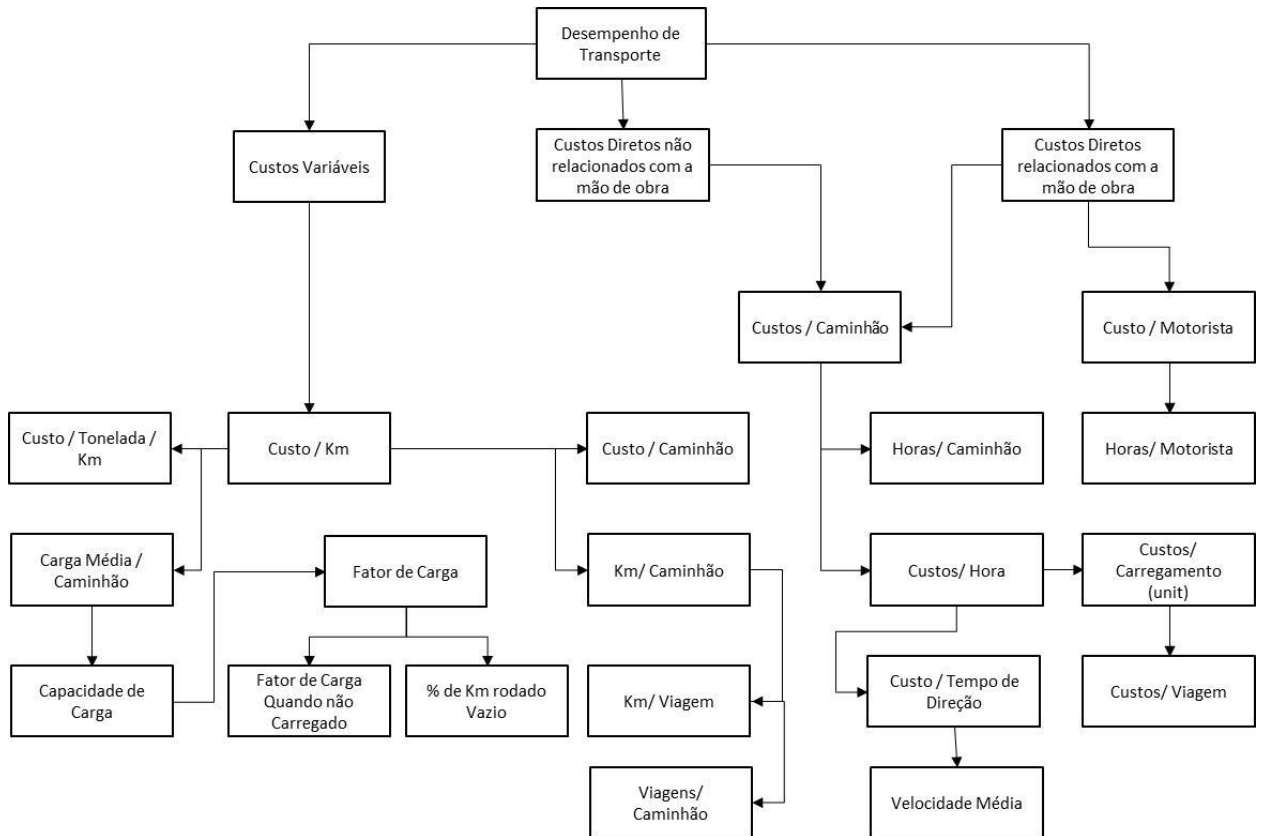 Desempenho de
Transporte
Custos Variáveis
Custos Diretos não
relacionados com a
mão de obra
Custos Diretos
relacionados com a
mão de obra
Custos / Caminhão
Custo / Motorista
Custo / Tonelada /
Km
Custo / Km
Custo / Caminhão
Horas/ Caminhão
Horas/ Motorista
Carga Média /
Caminhão
Fator de Carga
Km/ Caminhão
Custos/ Hora
Custos/
Carregamento
(unit)
Capacidade de
Carga
Fator de Carga
Quando não
Carregado
% de Km rodado
Vazio
Km/ Viagem
Custo / Tempo de
Direção
Custos/ Viagem
Viagens/
Caminhão
Velocidade Média